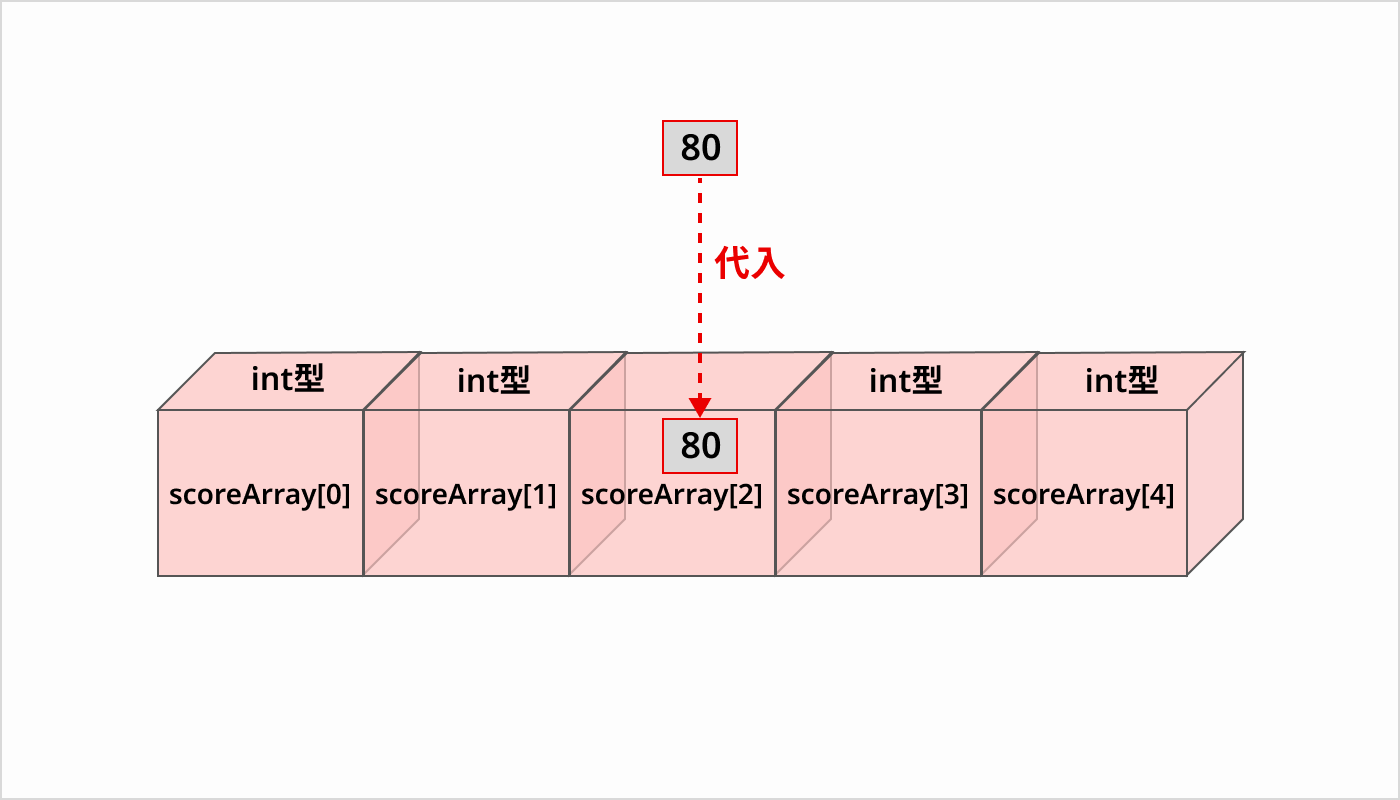 80
代入
int型
int型
int型
int型
80
scoreArray[0]
scoreArray[1]
scoreArray[2]
scoreArray[3]
scoreArray[4]